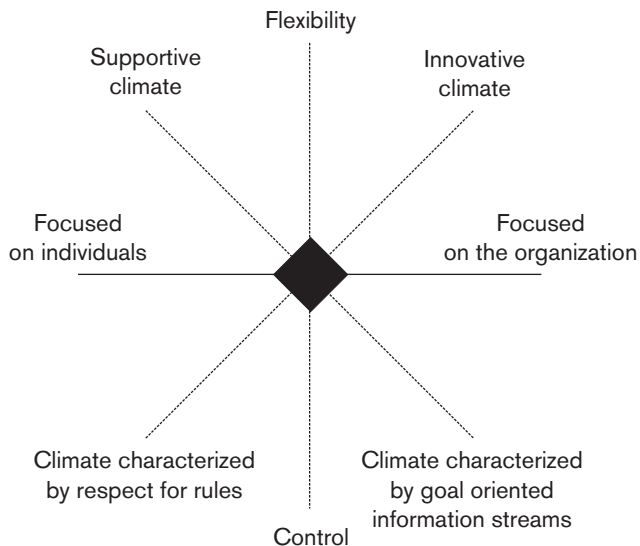 Flexibility
Supportive
climate
Innovative
climate
Focused
on individuals
Focused
on the organization
Climate characterized
by respect for rules
Climate characterized
by goal oriented
information streams
Control